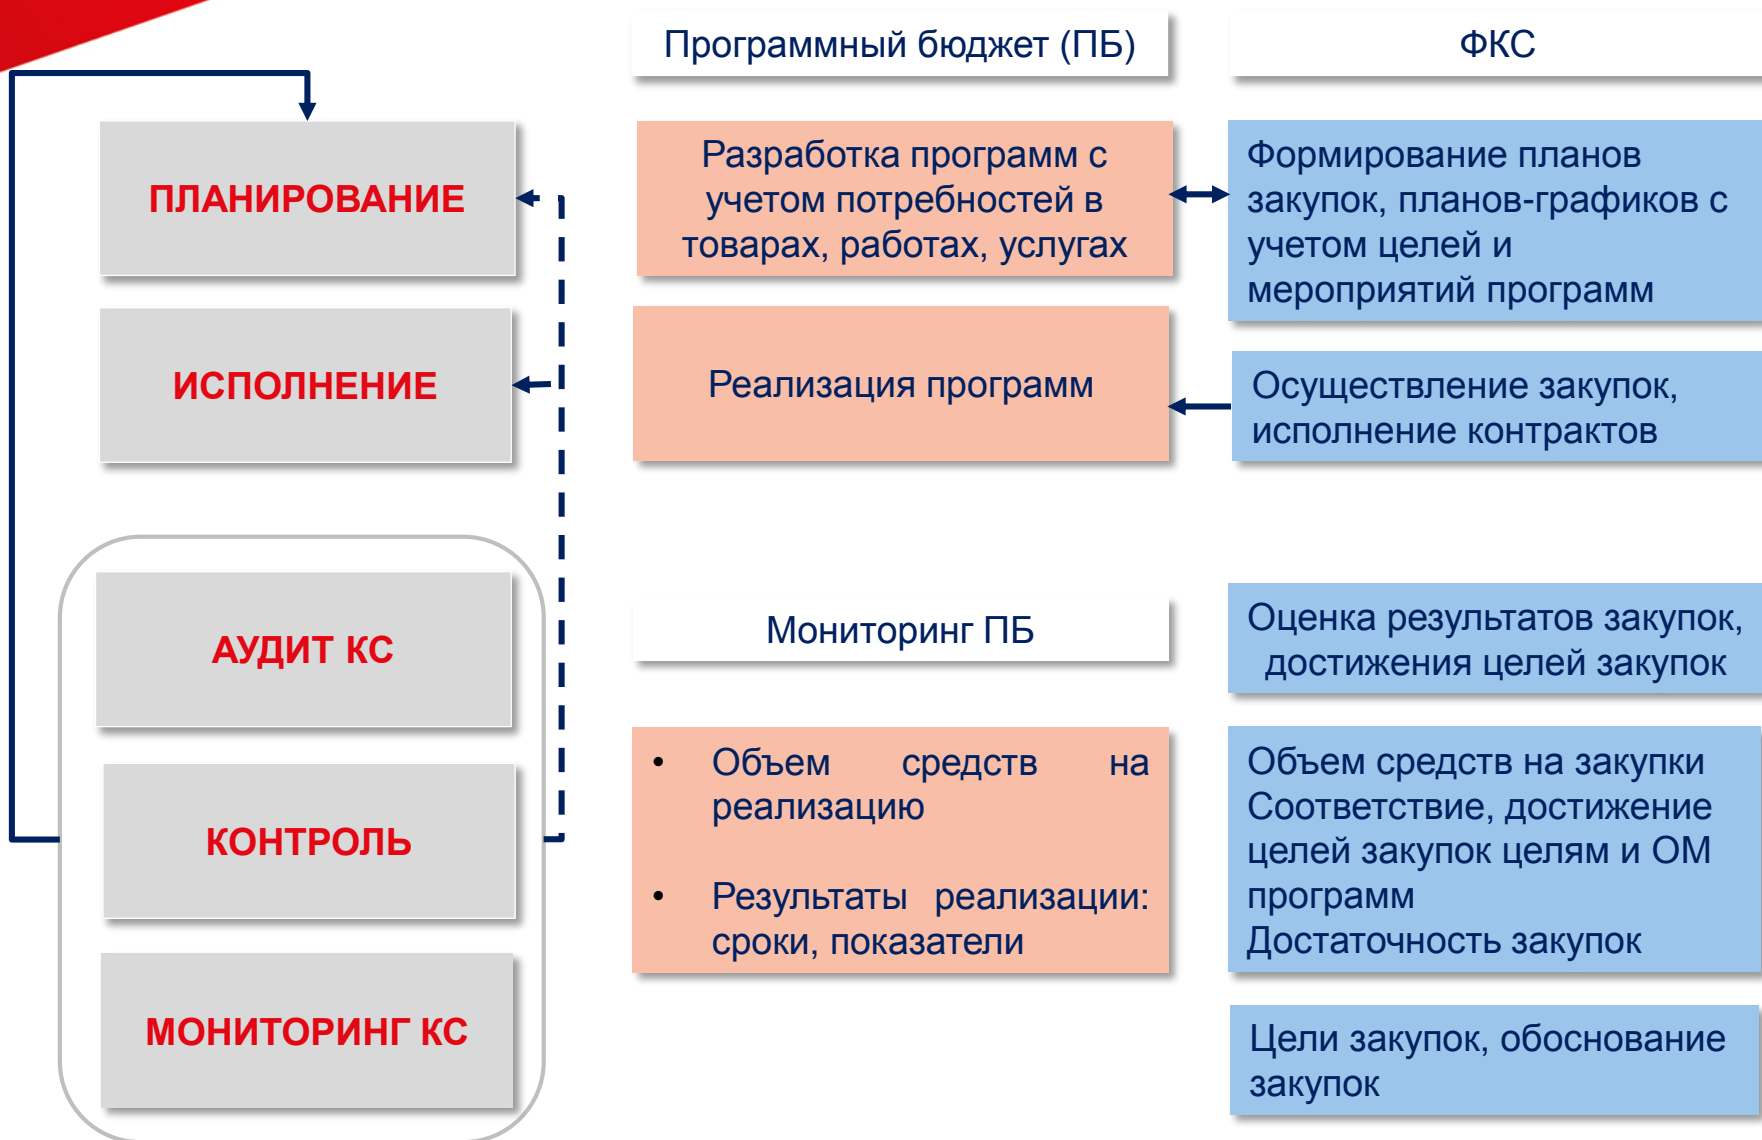 Программный бюджет (ПБ)
ФКС
ПЛАНИРОВАНИЕ
Разработка программ с
учетом потребностей в
товарах, работах, услугах
Формирование планов
закупок, планов-графиков с
учетом целей и
мероприятий программ
ИСПОЛНЕНИЕ
Реализация программ
Осуществление закупок,
исполнение контрактов
АУДИТ КС
Мониторинг ПБ
Оценка результатов закупок,
достижения целей закупок
КОНТРОЛЬ
• Объем средств на
реализацию
• Результаты реализации:
сроки, показатели
Объем средств на закупки
Соответствие, достижение
целей закупок целям и ОМ
программ
Достаточность закупок
МОНИТОРИНГ КС
Цели закупок, обоснование
закупок